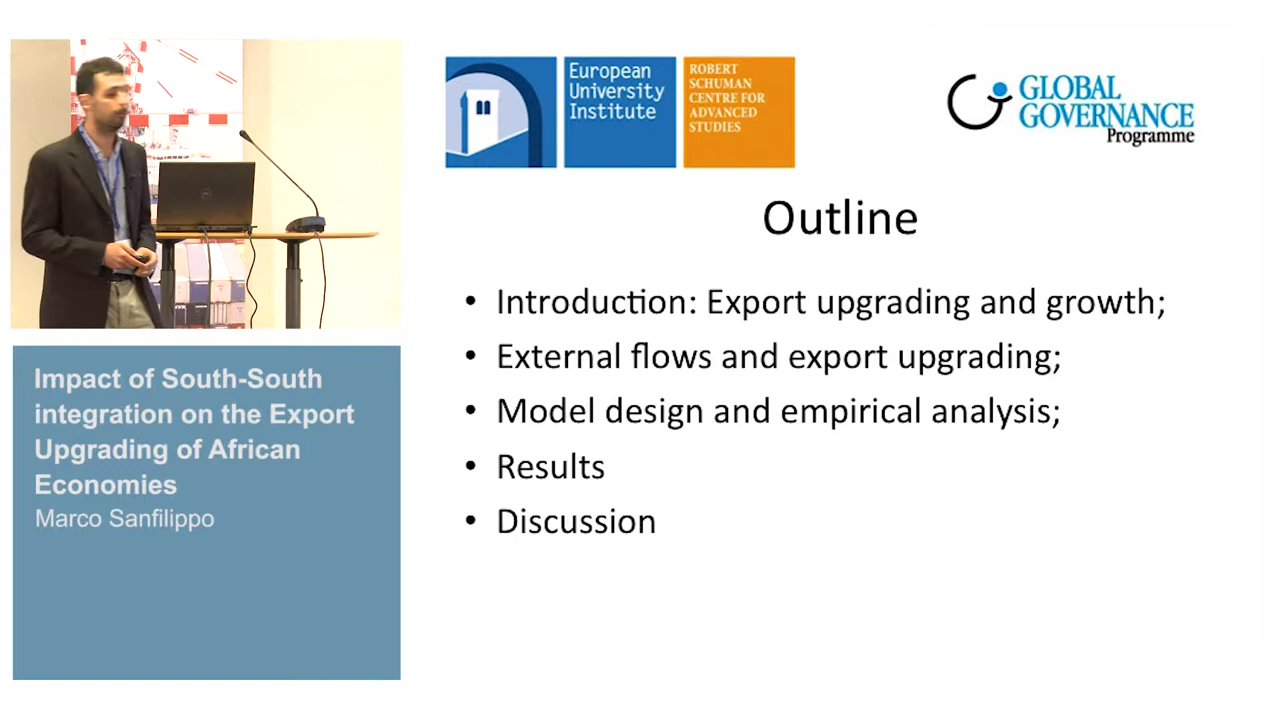 European
University
Institute
ROBERT
SCHUMAN
CENTRE FOR
ADVANCED
STUDIES
GLOBAL
GOVERNANCE
Programme
Outline
• Introduction: Export upgrading and growth;
• External flows and export upgrading;
• Model design and empirical analysis;
• Results
• Discussion
Impact of South-South
integration on the Export
Upgrading of African
Economies
Marco Sanfilippo